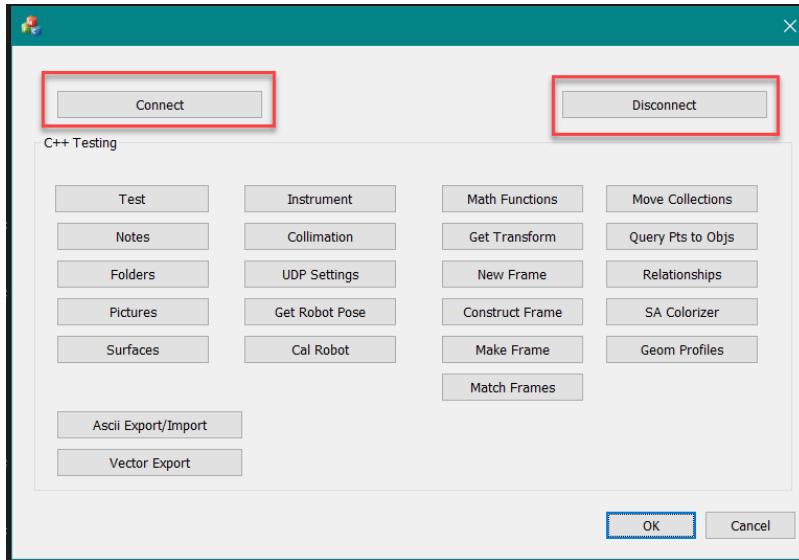 Connect
Disconnect
C++ Testing
Test
Instrument
Math Functions
Move Collections
Notes
Collimation
Get Transform
Query Pts to Objs
Folders
UDP Settings
New Frame
Relationships
Pictures
Get Robot Pose
Construct Frame
SA Colorizer
Surfaces
Cal Robot
Make Frame
Geom Profiles
Match Frames
Ascii Export/Import
Vector Export
OK
Cancel